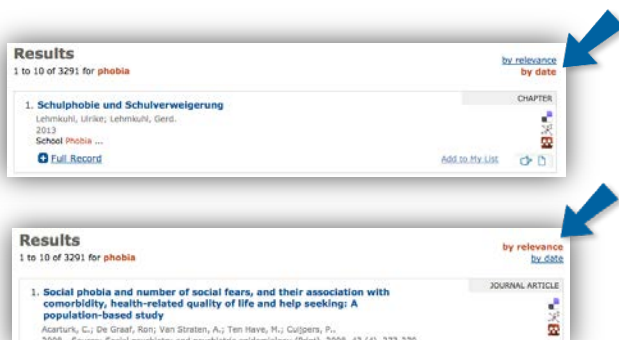 Results
1 to 10 of 3291 for phobia
by relevance
by date
CHAPTER
1. Schulphobie und Schulverweigerung
Lehmkuhl, Ulrike; Lehmkuhl, Gerd.
2013
School Phobia ...
Full Record
Add to My List
Results
1 to 10 of 3291 for phobia
by relevance
by date
JOURNAL ARTICLE
1. Social phobia and number of social fears, and their association with
comorbidity, health-related quality of life and help seeking: A
population-based study
Acarturk, C.; De Graaf, Ron; Van Straten, A.; Ten Have, M.; Cuijpers, P..